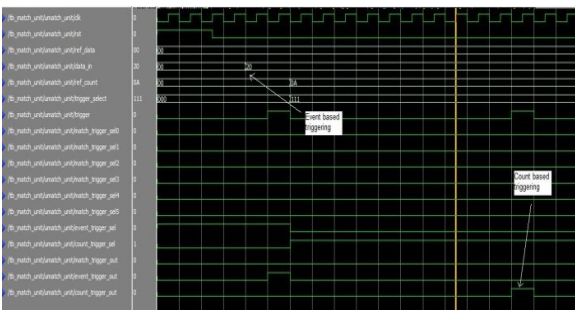 /tb_match_unit/umatch_unit/clk 0
/tb_match_unit/umatch_unit/rst 0
/tb_match_unit/umatch_unit/ref_data 00 00
/tb_match_unit/umatch_unit/data_in 20 00 20
/tb_match_unit/umatch_unit/ref_count 0A 00 0A
/tb_match_unit/umatch_unit/trigger_select 111 000 111
/tb_match_unit/umatch_unit/trigger 0
Event based
triggering
/tb_match_unit/umatch_unit/match_trigger_sel0 0
/tb_match_unit/umatch_unit/match_trigger_sel1 0
/tb_match_unit/umatch_unit/match_trigger_sel2 0
/tb_match_unit/umatch_unit/match_trigger_sel3 0
Count based
triggering
/tb_match_unit/umatch_unit/match_trigger_sel4 0
/tb_match_unit/umatch_unit/match_trigger_sel5 0
/tb_match_unit/umatch_unit/event_trigger_sel 0
/tb_match_unit/umatch_unit/count_trigger_sel 1
/tb_match_unit/umatch_unit/match_trigger_out 0
/tb_match_unit/umatch_unit/event_trigger_out 0
/tb_match_unit/umatch_unit/count_trigger_out 0